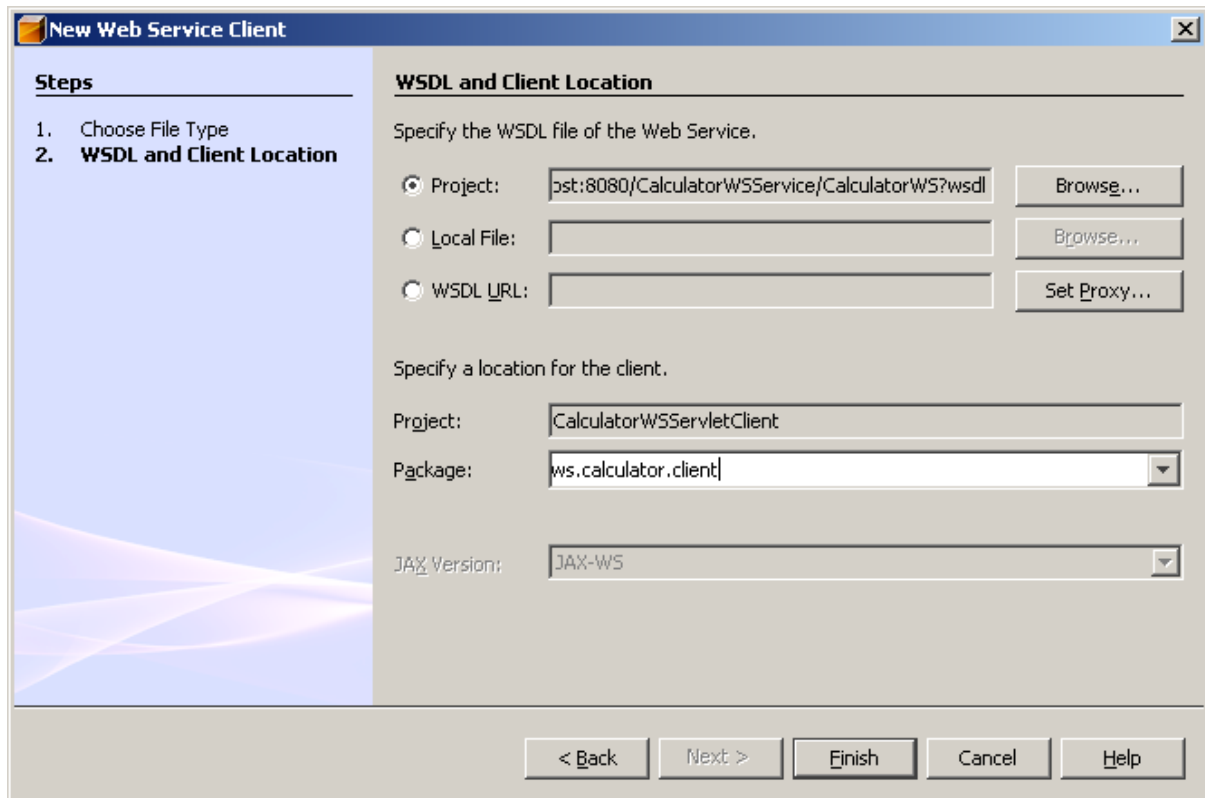 New Web Service Client
Steps
1. Choose File Type
2. WSDL and Client Location
WSDL and Client Location
Specify the WSDL file of the Web Service.
Project: ost:8080/CalculatorWSService/CalculatorWS?wsdl Browse...
Local File: Browse...
WSDL URL: Set Proxy...
Specify a location for the client.
Project: CalculatorWSServletClient
Package: ws.calculator.client
JAX Version: JAX-WS
< Back Next > Finish Cancel Help